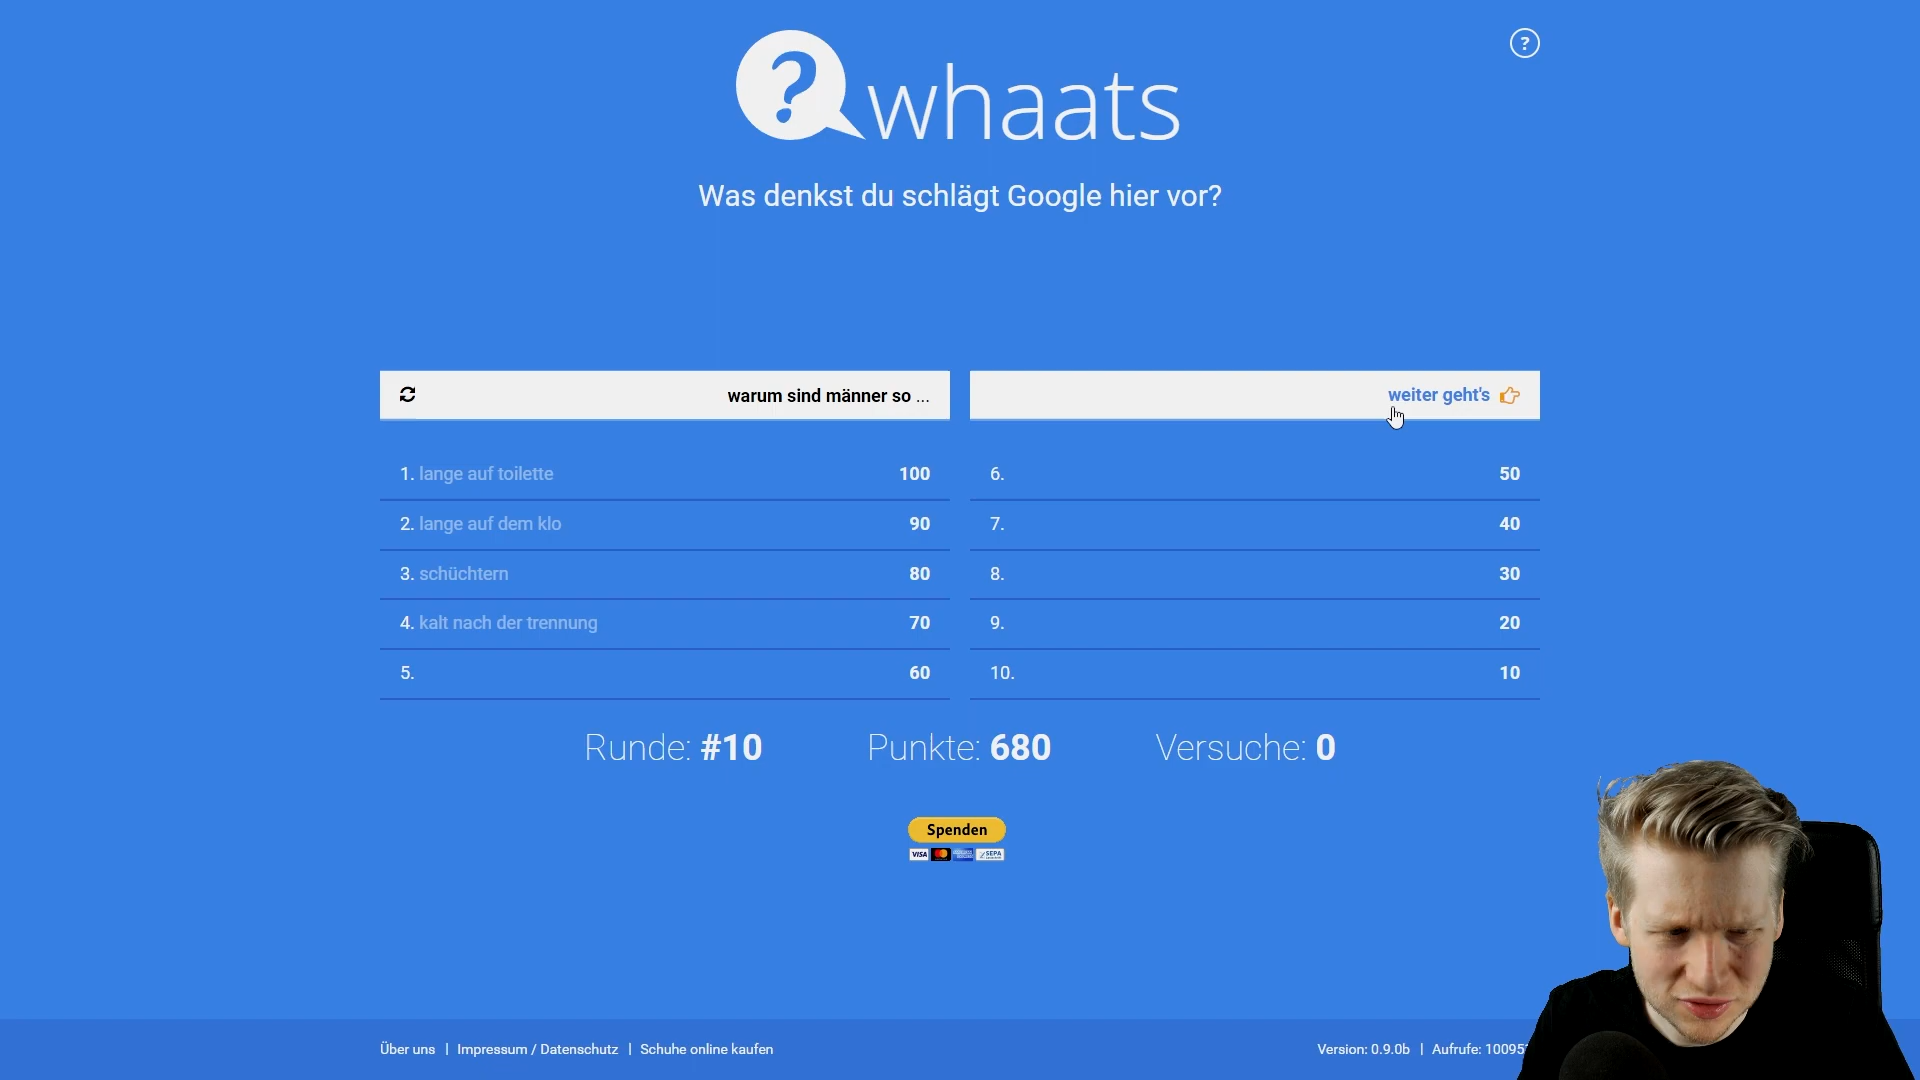 ?
whaats
?
Was denkst du schlägt Google hier vor?
warum sind männer so ...
weiter geht's
1. lange auf toilette 100
2. lange auf dem klo 90
3. schüchtern 80
4. kalt nach der trennung 70
5. 60
6. 50
7. 40
8. 30
9. 20
10. 10
Runde: #10 Punkte: 680 Versuche: 0
Spenden
VISA SEPA
Über uns | Impressum / Datenschutz | Schuhe online kaufen
Version: 0.9.0b | Aufrufe: 10095